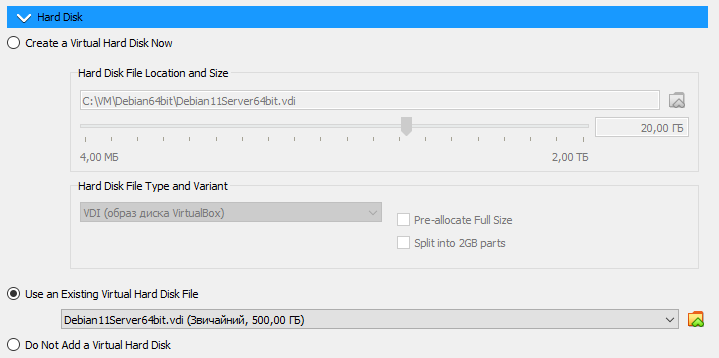 Hard Disk
Create a Virtual Hard Disk Now
Hard Disk File Location and Size
C:\VM\Debian64bit\Debian11Server64bit.vdi
20,00 ГБ
4,00 МБ 2,00 ТБ
Hard Disk File Type and Variant
VDI (образ диска VirtualBox)
Pre-allocate Full Size
Split into 2GB parts
Use an Existing Virtual Hard Disk File
Debian11Server64bit.vdi (Звичайний, 500,00 ГБ)
Do Not Add a Virtual Hard Disk